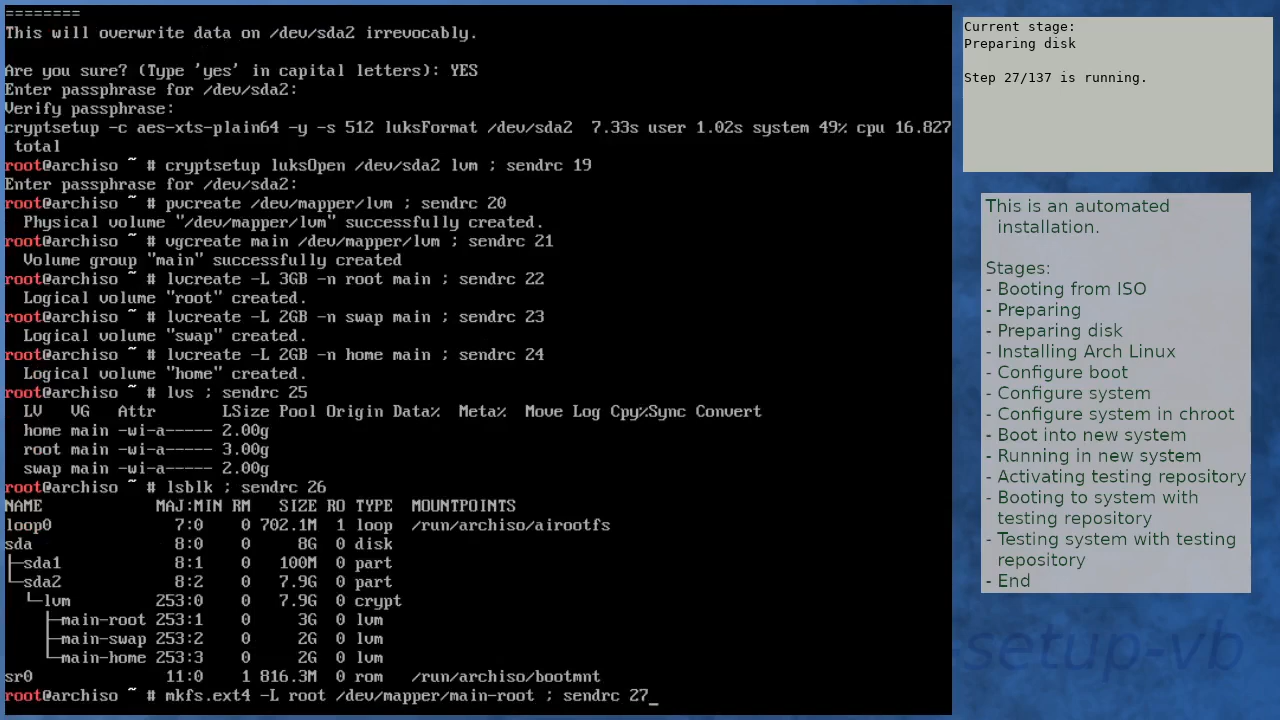 ========
This will overwrite data on /dev/sda2 irrevocably.
Are you sure? (Type 'yes' in capital letters): YES
Enter passphrase for /dev/sda2:
Verify passphrase:
cryptsetup -c aes-xts-plain64 -y -s 512 luksFormat /dev/sda2  7.33s user 1.02s system 49% cpu 16.827
 total
root@archiso ~ # cryptsetup luksOpen /dev/sda2 lvm ; sendrc 19
Enter passphrase for /dev/sda2:
root@archiso ~ # pvcreate /dev/mapper/lvm ; sendrc 20
  Physical volume "/dev/mapper/lvm" successfully created.
root@archiso ~ # vgcreate main /dev/mapper/lvm ; sendrc 21
  Volume group "main" successfully created
root@archiso ~ # lvcreate -L 3GB -n root main ; sendrc 22
  Logical volume "root" created.
root@archiso ~ # lvcreate -L 2GB -n swap main ; sendrc 23
  Logical volume "swap" created.
root@archiso ~ # lvcreate -L 2GB -n home main ; sendrc 24
  Logical volume "home" created.
root@archiso ~ # lvs ; sendrc 25
  LV   VG   Attr       LSize Pool Origin Data%  Meta%  Move Log Cpy%Sync Convert
  home main -wi-a----- 2.00g
  root main -wi-a----- 3.00g
  swap main -wi-a----- 2.00g
root@archiso ~ # lsblk ; sendrc 26
NAME            MAJ:MIN RM   SIZE RO TYPE  MOUNTPOINTS
loop0             7:0    0 702.1M  1 loop  /run/archiso/airootfs
sda               8:0    0     8G  0 disk
├─sda1            8:1    0   100M  0 part
└─sda2            8:2    0   7.9G  0 part
  └─lvm         253:0    0   7.9G  0 crypt
    ├─main-root 253:1    0     3G  0 lvm
    ├─main-swap 253:2    0     2G  0 lvm
    └─main-home 253:3    0     2G  0 lvm
sr0              11:0    1 816.3M  0 rom   /run/archiso/bootmnt
root@archiso ~ # mkfs.ext4 -L root /dev/mapper/main-root ; sendrc 27_
Current stage:
Preparing disk
Step 27/137 is running.
This is an automated
installation.
Stages:
- Booting from ISO
- Preparing
- Preparing disk
- Installing Arch Linux
- Configure boot
- Configure system
- Configure system in chroot
- Boot into new system
- Running in new system
- Activating testing repository
- Booting to system with
testing repository
- Testing system with testing
repository
- End
-setup-vb